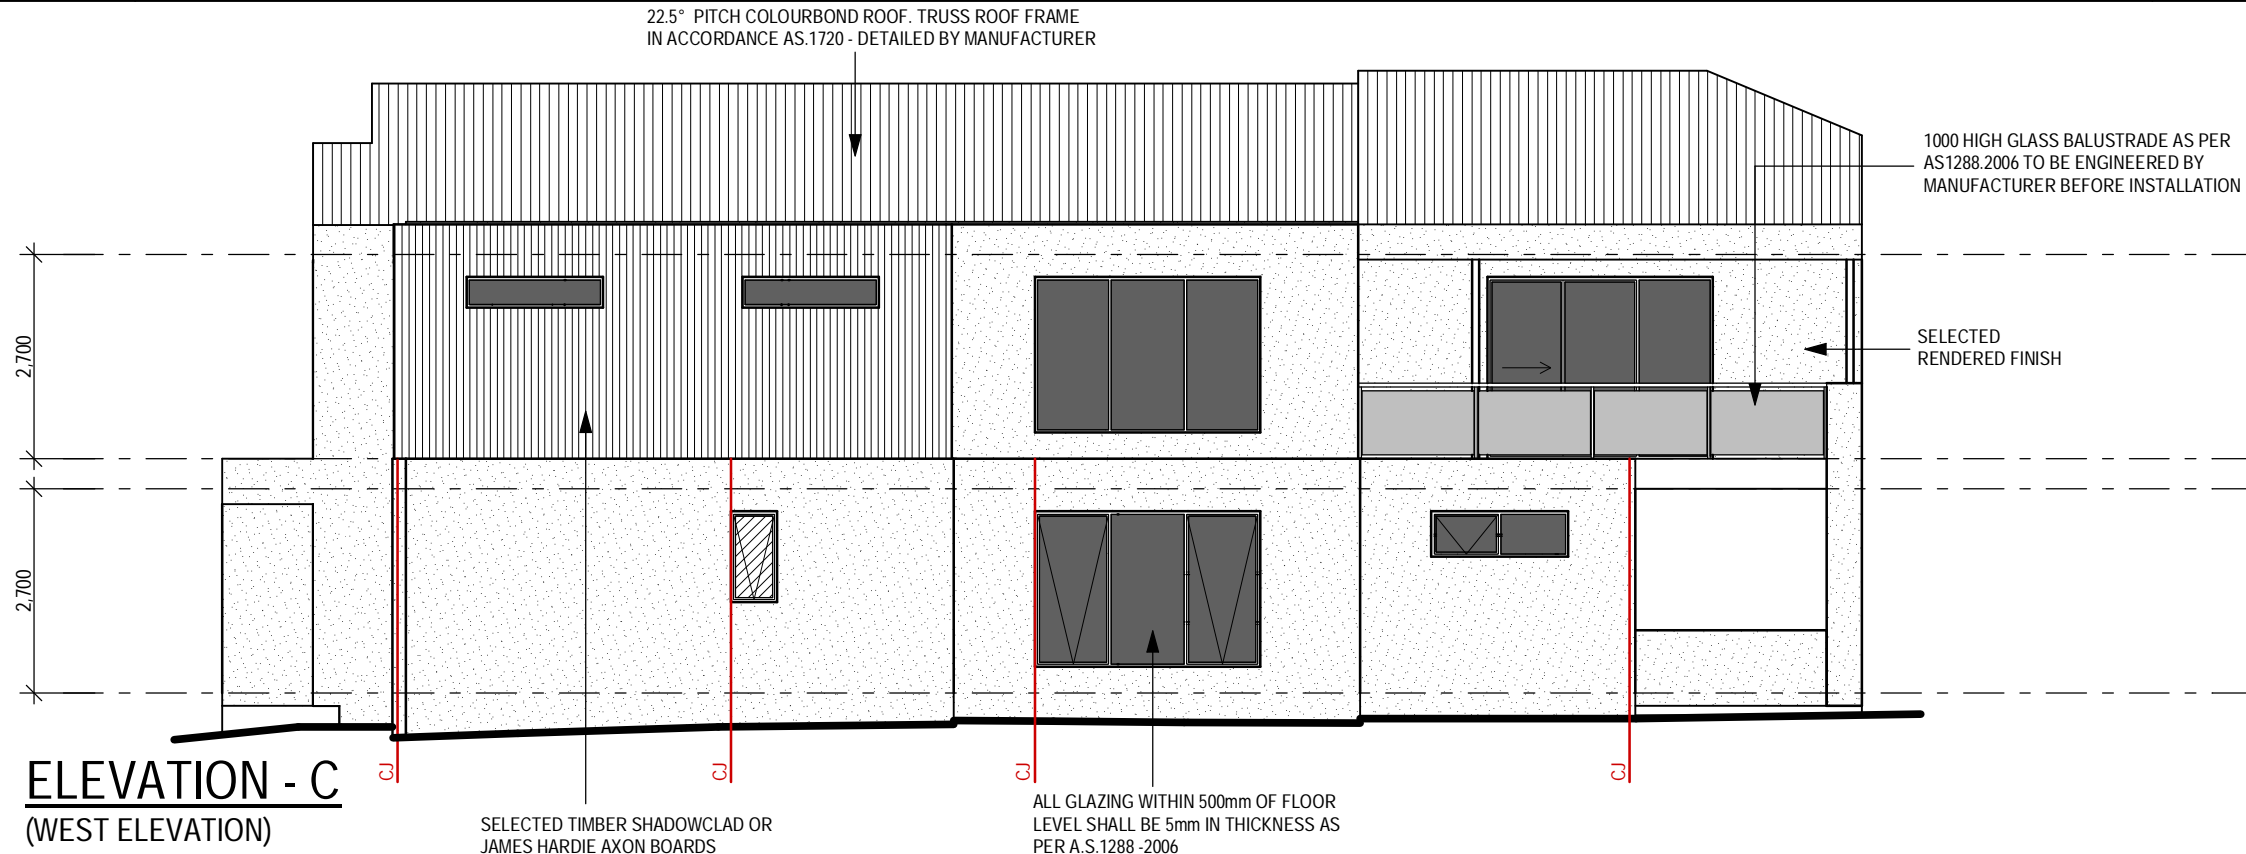 22.5° PITCH COLOURBOND ROOF. TRUSS ROOF FRAME
IN ACCORDANCE AS.1720 - DETAILED BY MANUFACTURER
1000 HIGH GLASS BALUSTRADE AS PER
AS1288.2006 TO BE ENGINEERED BY
MANUFACTURER BEFORE INSTALLATION
SELECTED
RENDERED FINISH
2,700
2,700
CJ
CJ
CJ
CJ
ELEVATION - C
(WEST ELEVATION)
SELECTED TIMBER SHADOWCLAD OR
JAMES HARDIE AXON BOARDS
ALL GLAZING WITHIN 500mm OF FLOOR
LEVEL SHALL BE 5mm IN THICKNESS AS
PER A.S.1288 -2006